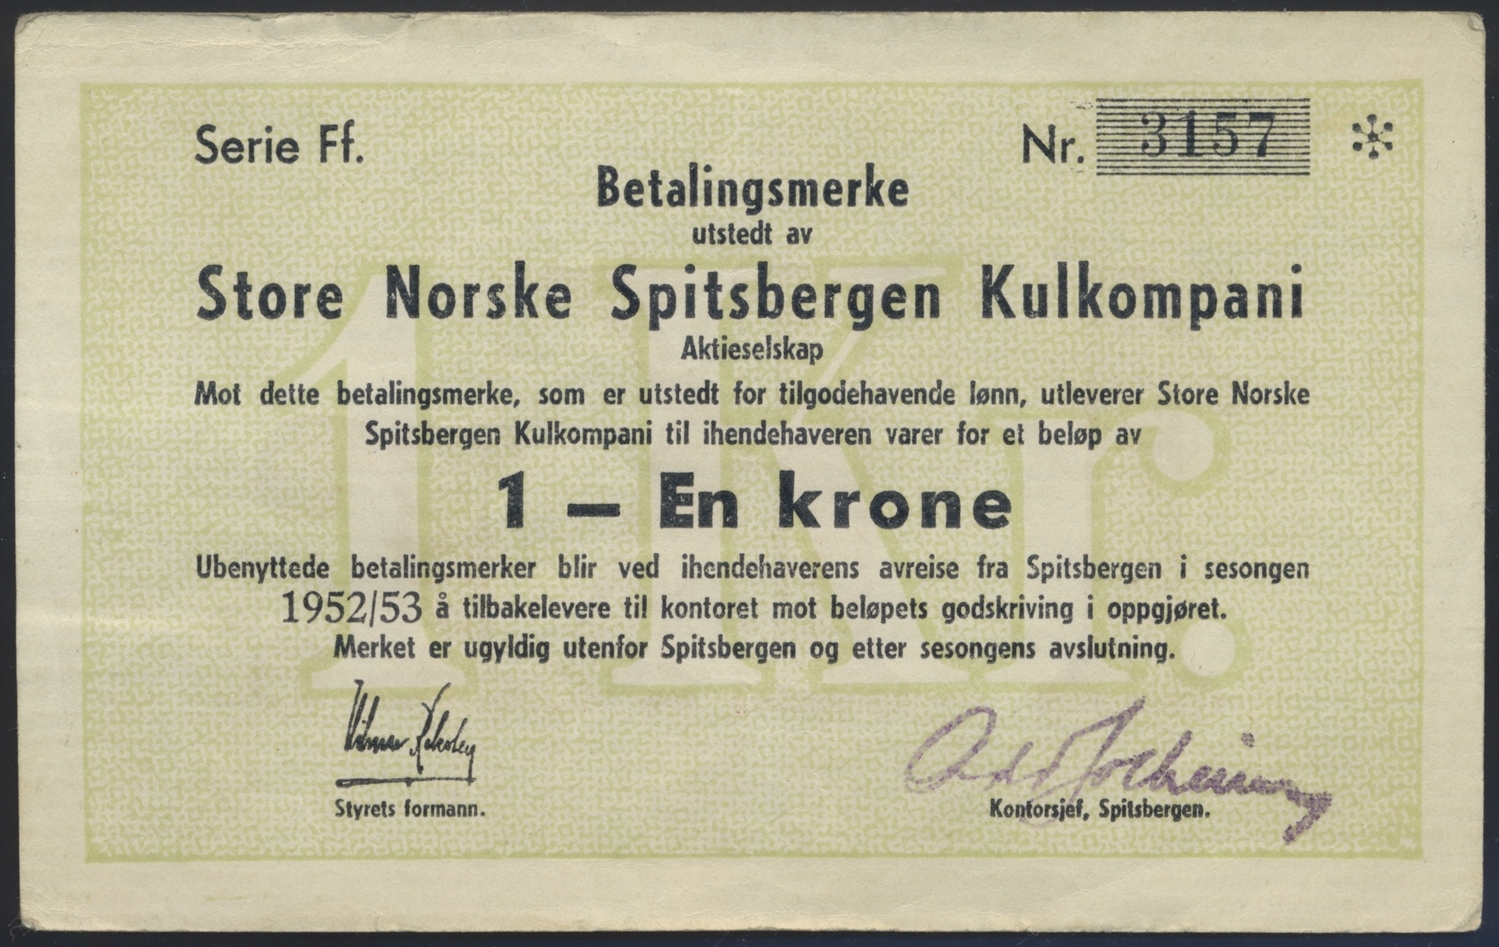 Serie Ff.
Nr. 3157
Betalingsmerke
utstedt av
Store Norske Spitsbergen Kulkompani
Aktieselskap
Mot dette betalingsmerke, som er utstedt for tilgodehavende lønn, utleverer Store Norske
Spitsbergen Kulkompani til ihendehaveren varer for et beløp av
1 — En krone
Ubenyttede betalingsmerker blir ved ihendehaverens avreise fra Spitsbergen i sesongen
1952/53 å tilbakelevere til kontoret mot beløpets godskriving i oppgjøret.
Merket er ugyldig utenfor Spitsbergen og etter sesongens avslutning.
1 Kr.
Styrets formann.
Kontorsjef, Spitsbergen.